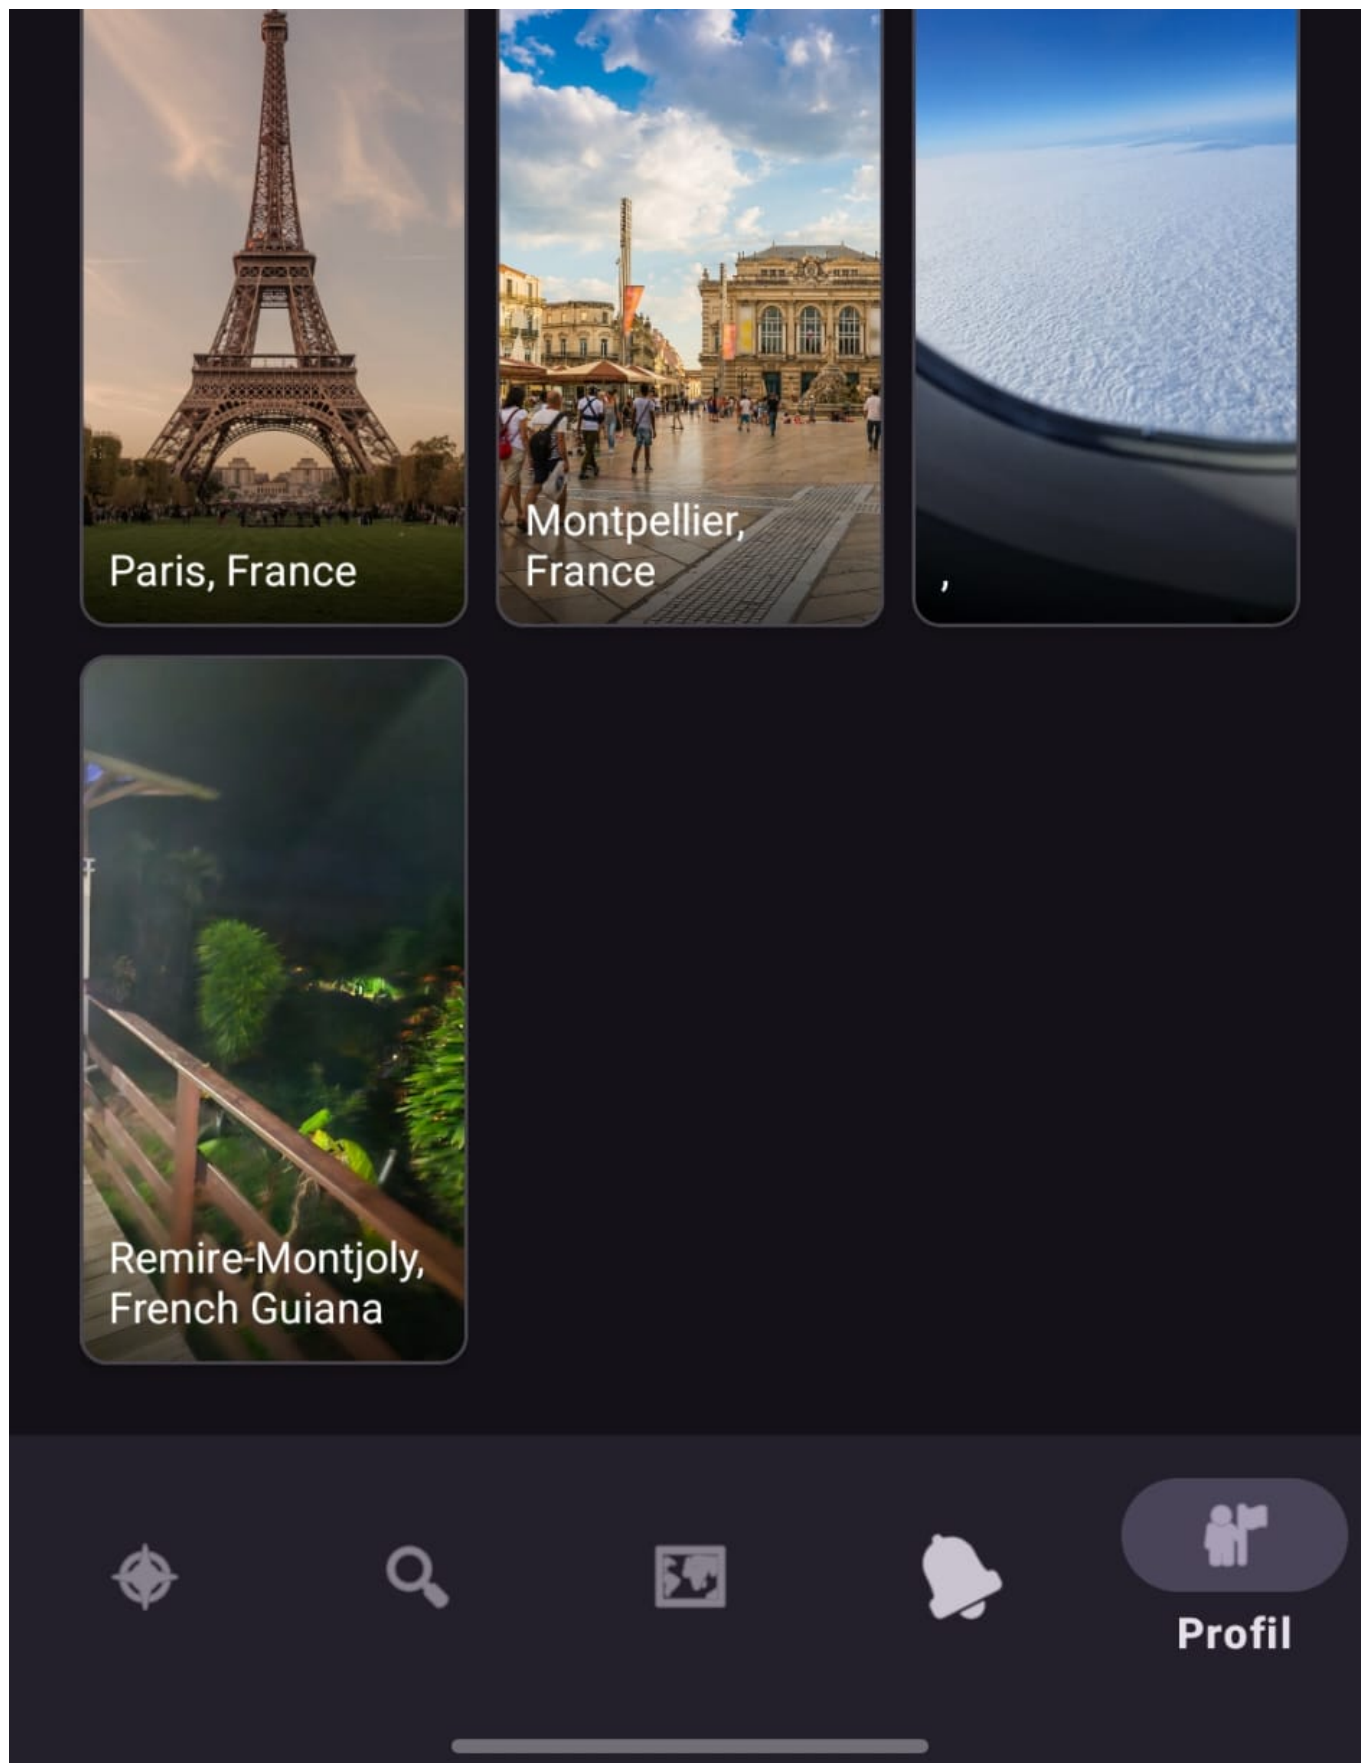 Paris, France
Montpellier,
France
,
Remire-Montjoly,
French Guiana
Profil